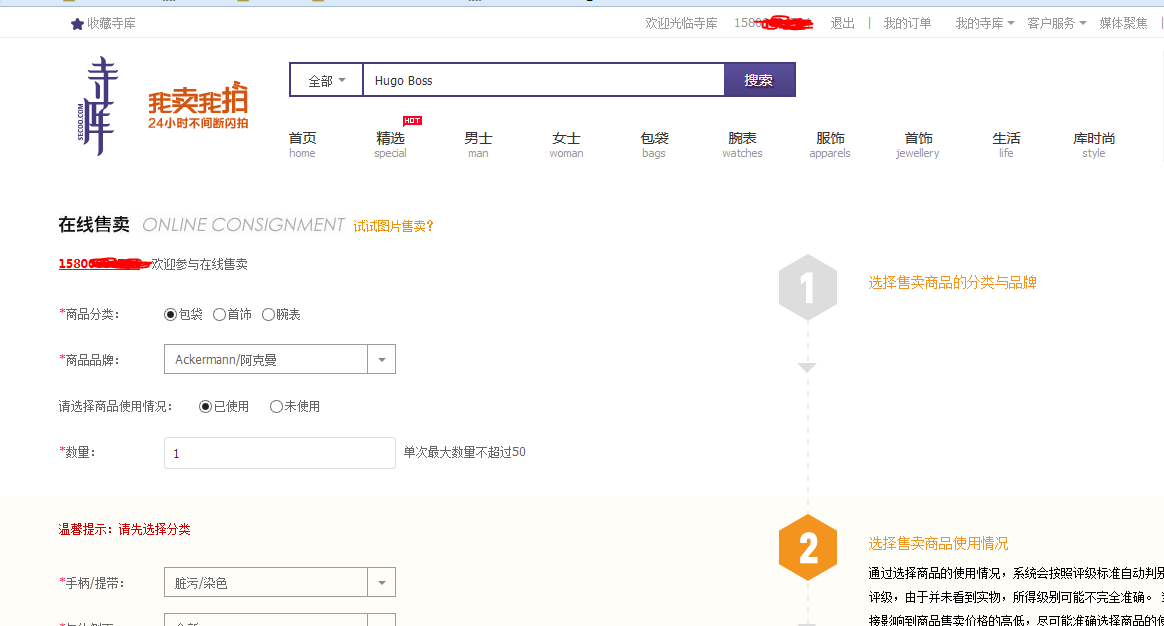 收藏寺库
欢迎光临寺库 1580 退出 | 我的订单 我的寺库 客户服务 媒体聚焦
寺库
SECOO.COM
我卖我拍
24小时不间断闪拍
全部 Hugo Boss 搜索
HOT
首页 精选 男士 女士 包袋 腕表 服饰 首饰 生活 库时尚
home special man woman bags watches apparels jewellery life style
在线售卖 ONLINE CONSIGNMENT 试试图片售卖?
1580 欢迎参与在线售卖
*商品分类: 包袋 首饰 腕表
*商品品牌: Ackermann/阿克曼
请选择商品使用情况: 已使用 未使用
*数量: 1 单次最大数量不超过50
1
选择售卖商品的分类与品牌
温馨提示:请先选择分类
*手柄/提带: 脏污/染色
2
选择售卖商品使用情况
通过选择商品的使用情况,系统会按照评级标准自动判别
评级,由于并未看到实物,所得级别可能不完全准确。
接影响到商品售卖价格的高低,尽可能准确选择商品的使